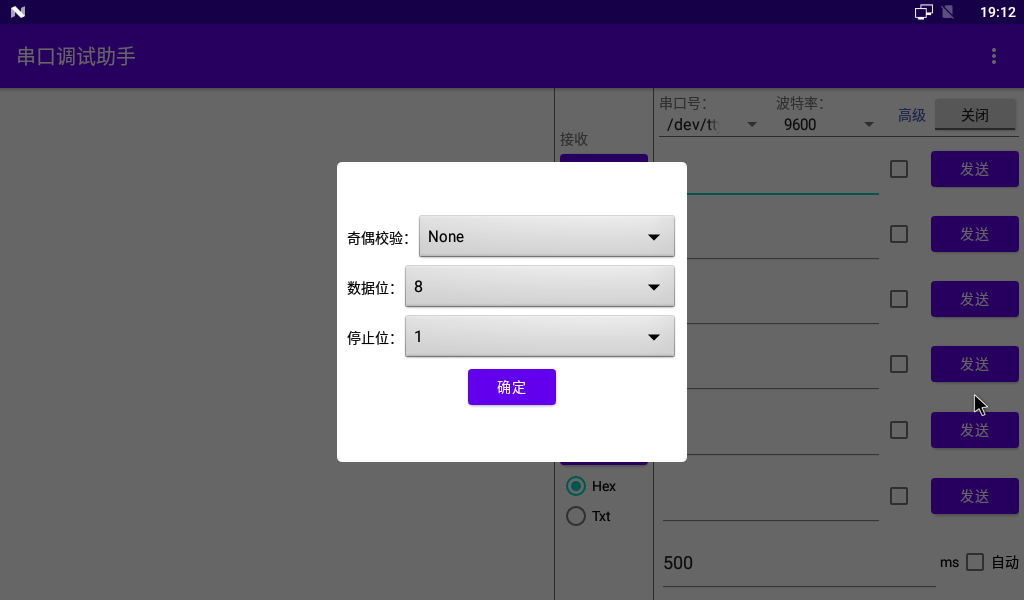 19:12
串口调试助手
串口号：
波特率：
/dev/tt
9600
高级
关闭
接收
发送
奇偶校验：
None
发送
数据位：
8
发送
停止位：
1
发送
确定
发送
Hex
发送
Txt
500
ms
自动